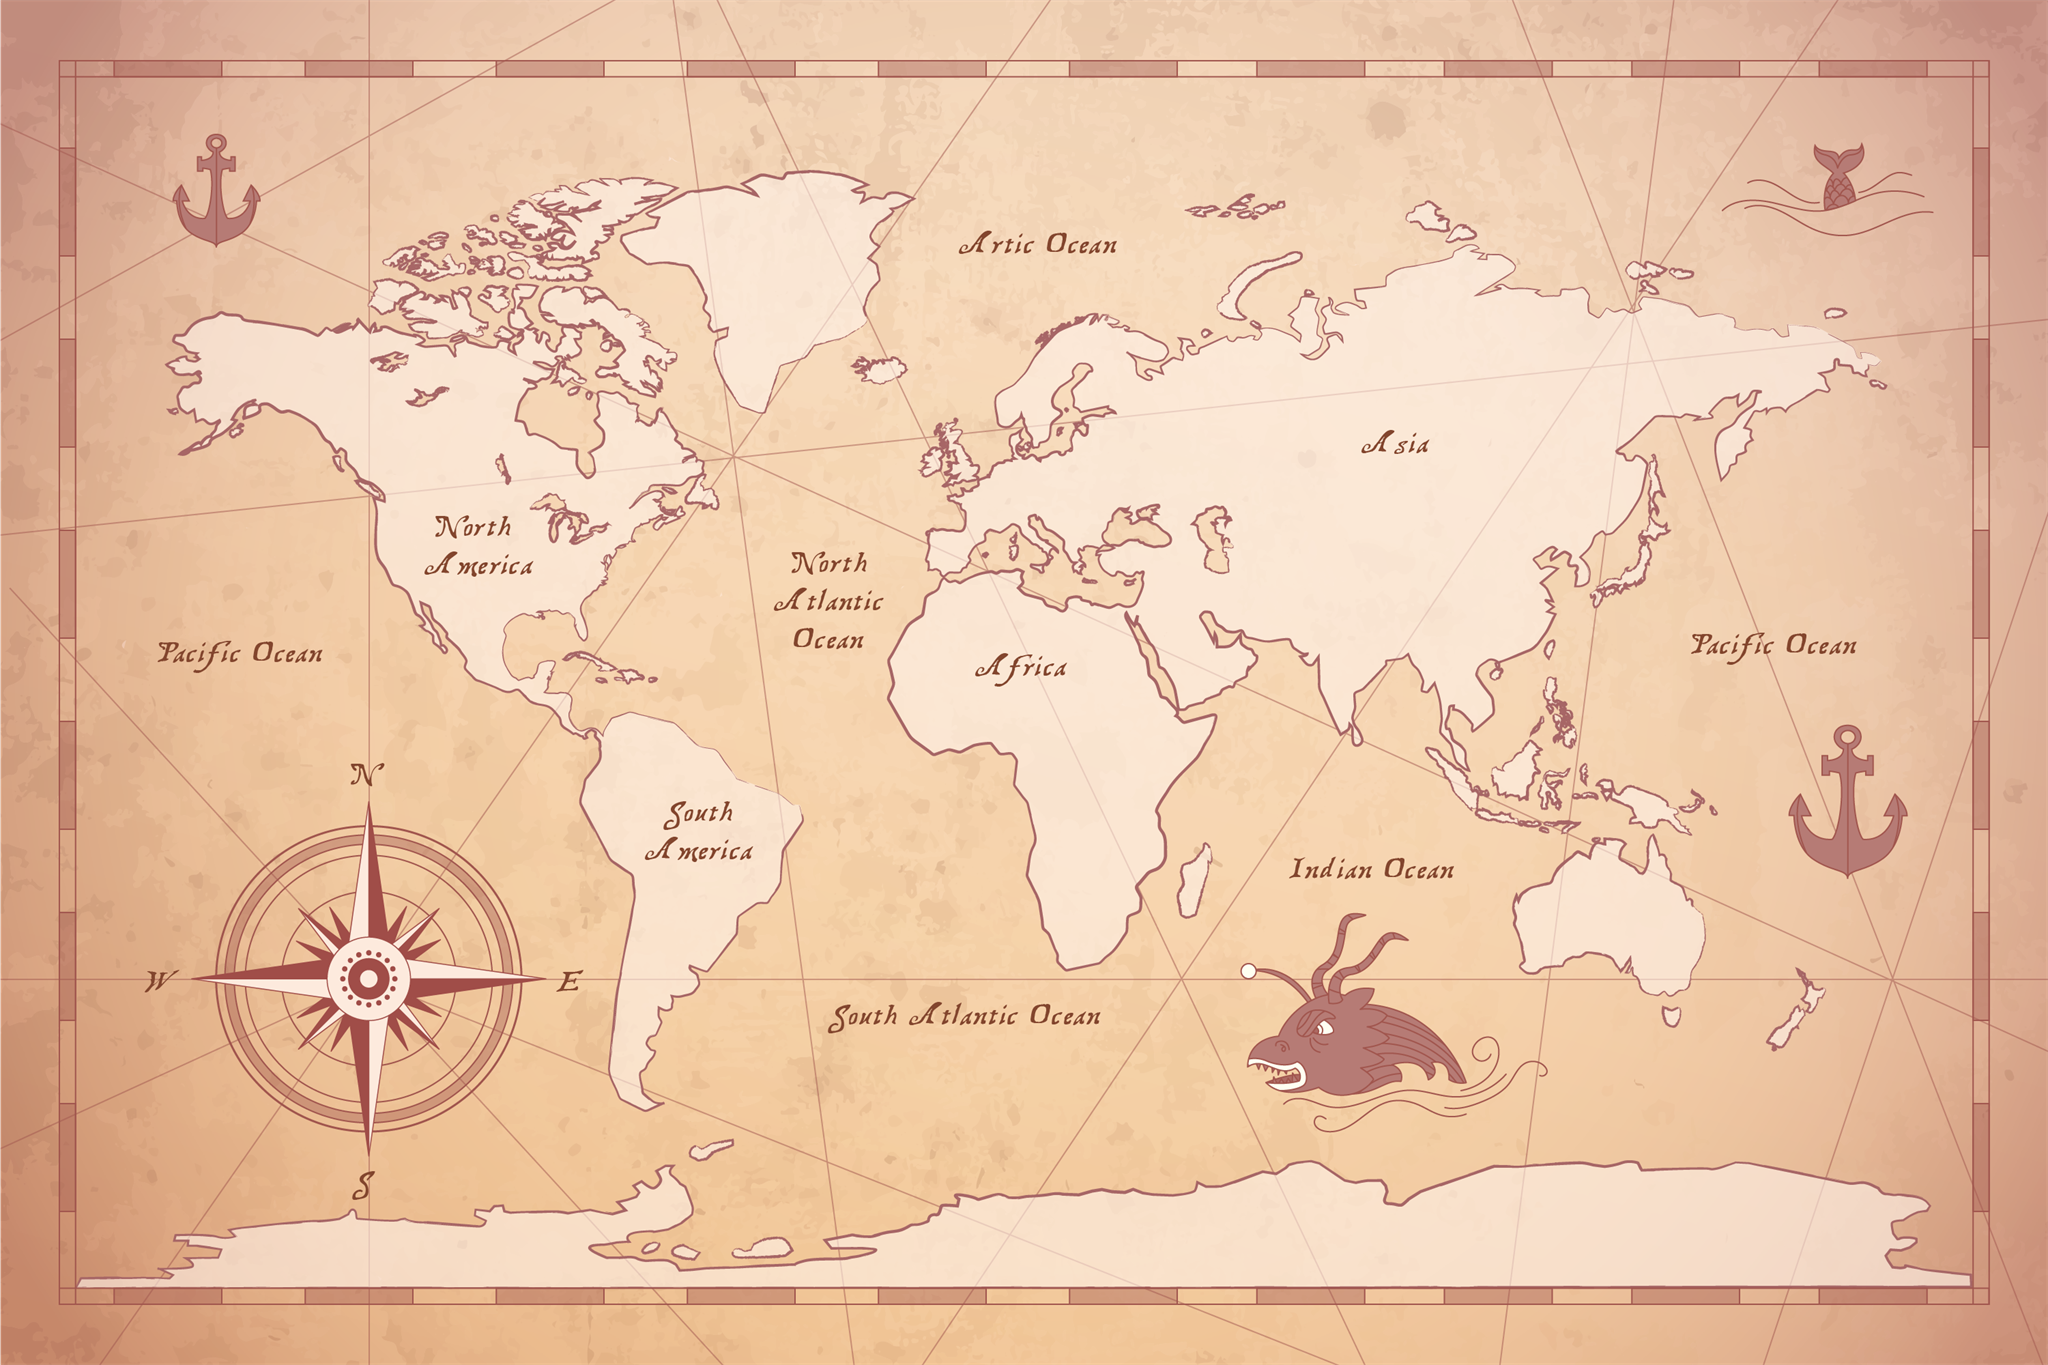 Artic Ocean
Asia
North
America
North
Atlantic
Ocean
Pacific Ocean
Africa
Pacific Ocean
N
South
America
Indian Ocean
W
E
South Atlantic Ocean
S